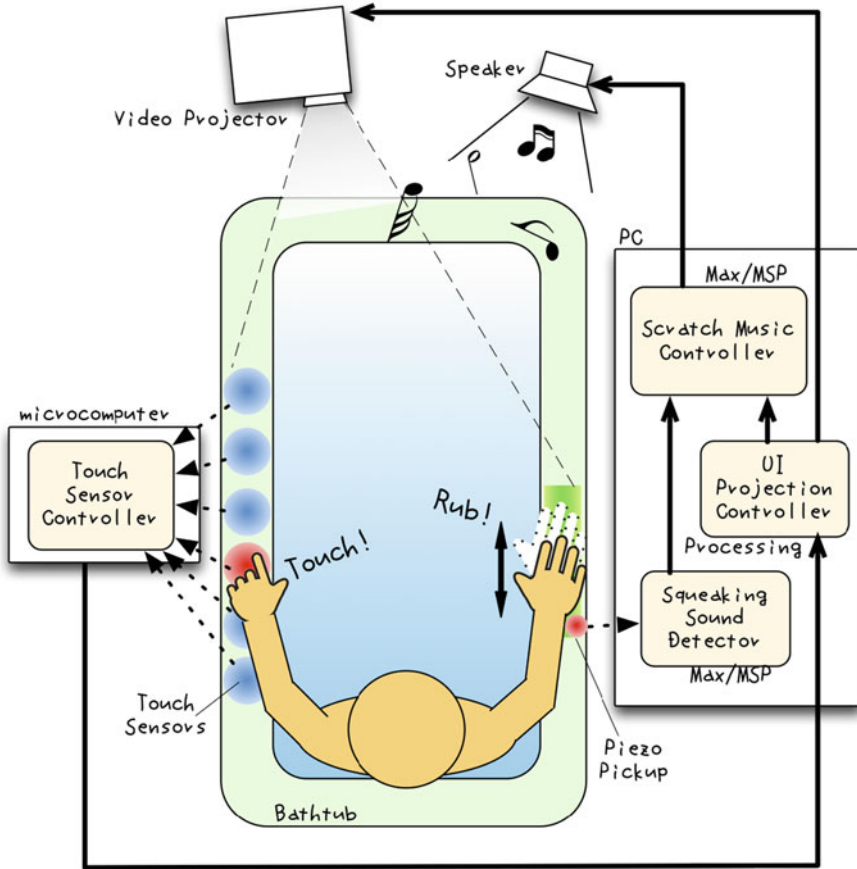 Speaker
Video Projector
PC
Max/MSP
Scratch Music
Controller
microcomputer
Touch
Sensor
Controller
UI
Projection
Controller
Processing
Touch!
Rub!
Squeaking
Sound
Detector
Max/MSP
Touch
Sensors
Piezo
Pickup
Bathtub